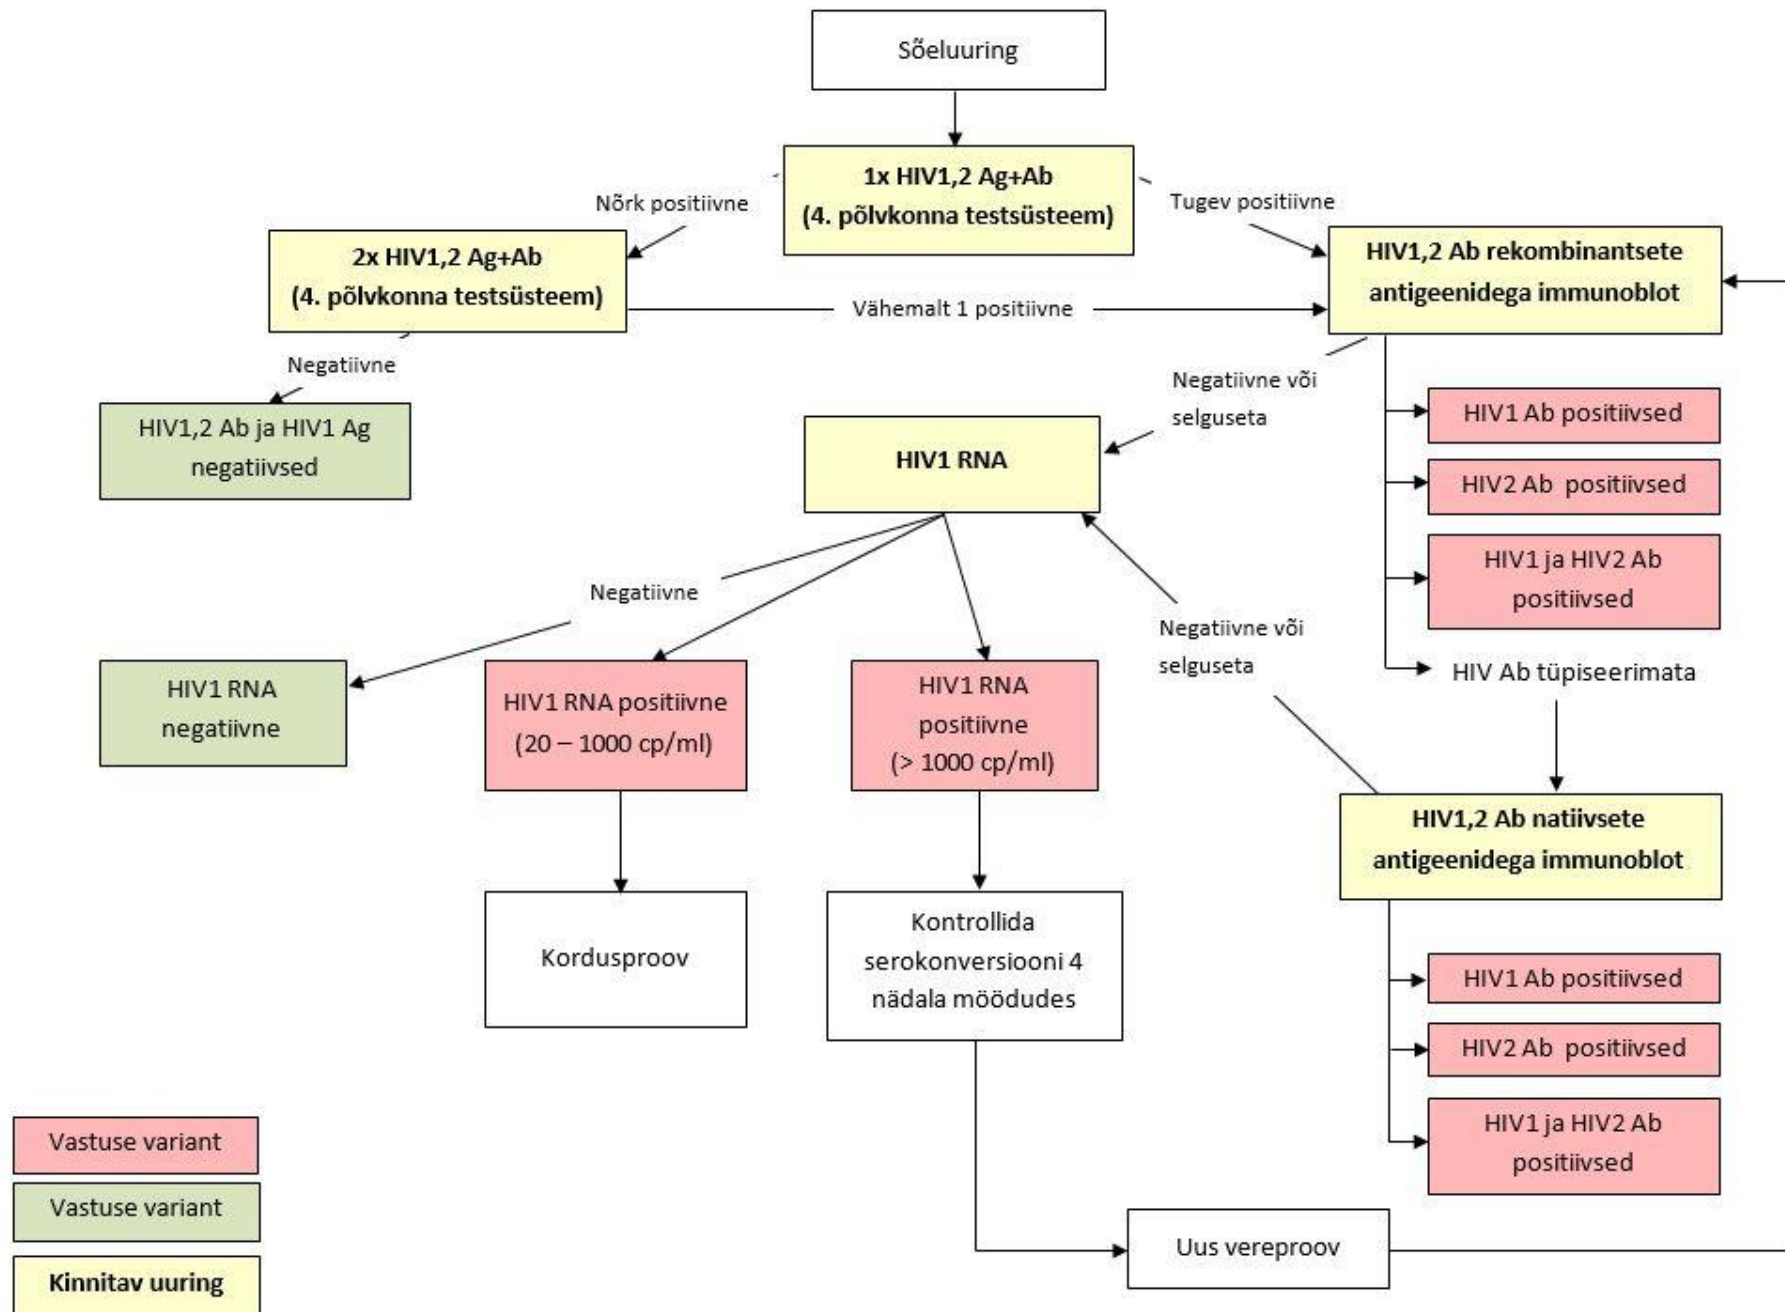 Sõeluuring
1x HIV1,2 Ag+Ab
(4. põlvkonna testsüsteem)
Nõrk positiivne
Tugev positiivne
2x HIV1,2 Ag+Ab
(4. põlvkonna testsüsteem)
HIV1,2 Ab rekombinantsete
antigeenidega immunoblot
Vähemalt 1 positiivne
Negatiivne
HIV1,2 Ab ja HIV1 Ag
negatiivsed
Negatiivne või
selguseta
HIV1 RNA
HIV1 Ab positiivsed
HIV2 Ab positiivsed
HIV1 ja HIV2 Ab
positiivsed
HIV Ab tüpiseerimata
Negatiivne
Negatiivne või
selguseta
HIV1 RNA
negatiivne
HIV1 RNA positiivne
(20 – 1000 cp/ml)
HIV1 RNA
positiivne
(> 1000 cp/ml)
HIV1,2 Ab natiivsete
antigeenidega immunoblot
Kordusproov
Kontrollida
serokonversiooni 4
nädala möödudes
HIV1 Ab positiivsed
HIV2 Ab positiivsed
HIV1 ja HIV2 Ab
positiivsed
Uus vereproov
Vastuse variant
Vastuse variant
Kinnitav uuring